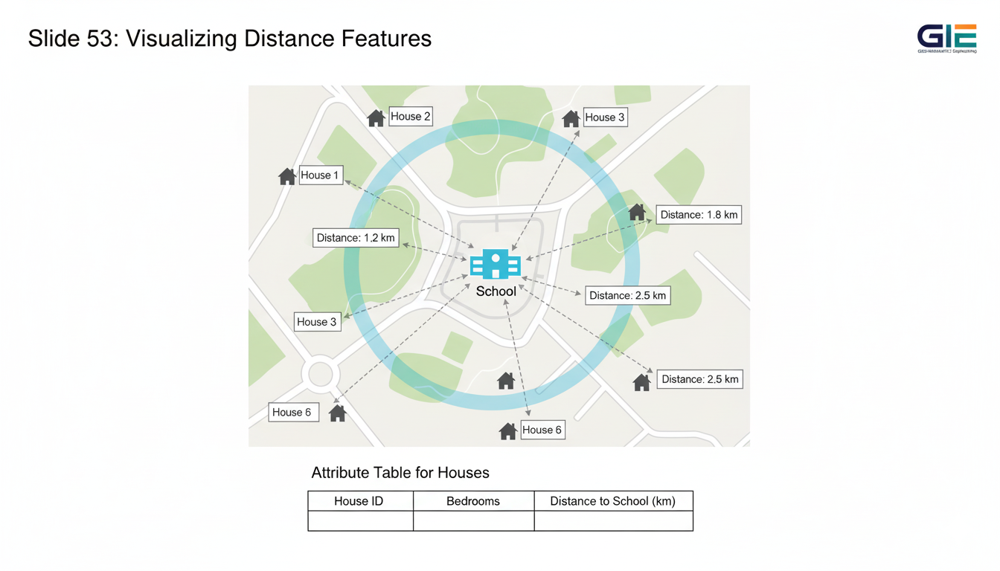 Slide 53: Visualizing Distance Features
GIE
House 2
House 3
House 1
Distance: 1.8 km
Distance: 1.2 km
School
Distance: 2.5 km
House 3
Distance: 2.5 km
House 6
House 6
Attribute Table for Houses
House ID Bedrooms Distance to School (km)